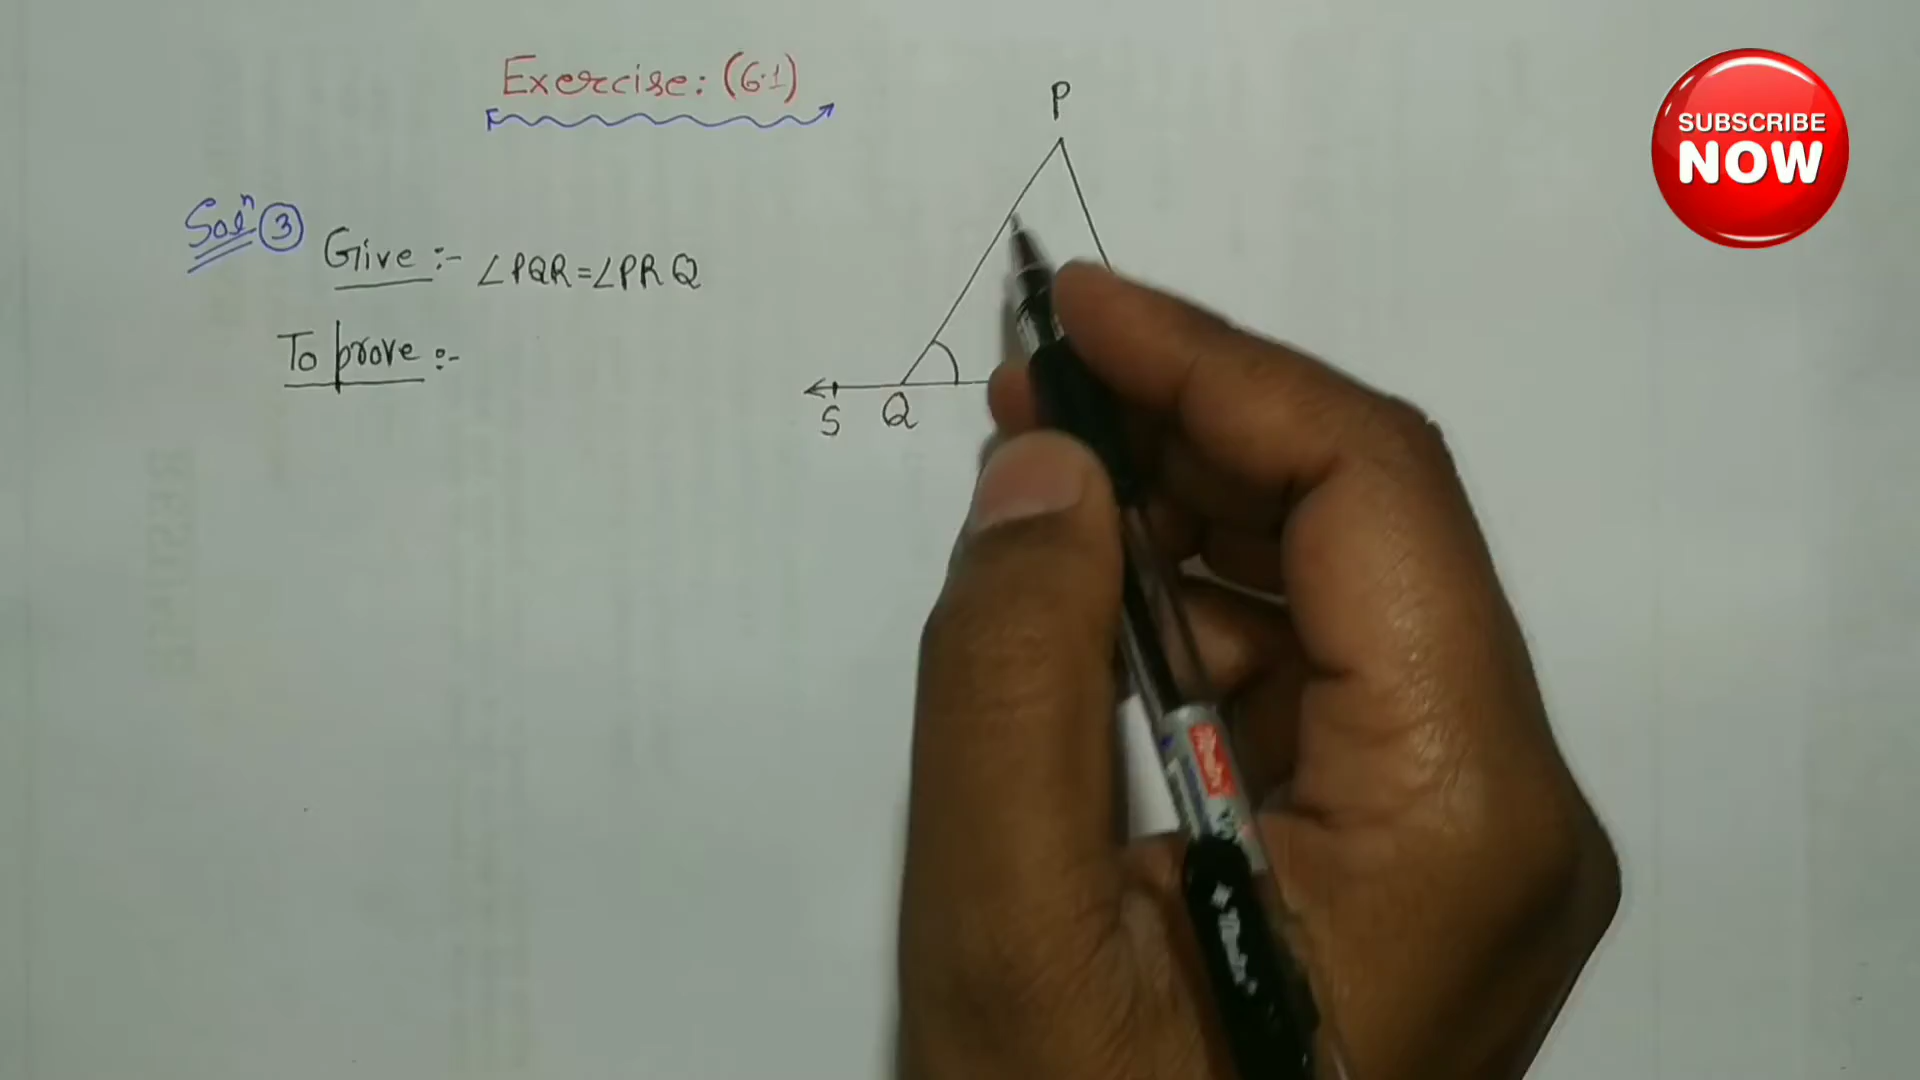 Exercise: (6.1)
P
SUBSCRIBE
NOW
Solⁿ ③ Give :- ∠PQR=∠PRQ
To prove :-
S Q